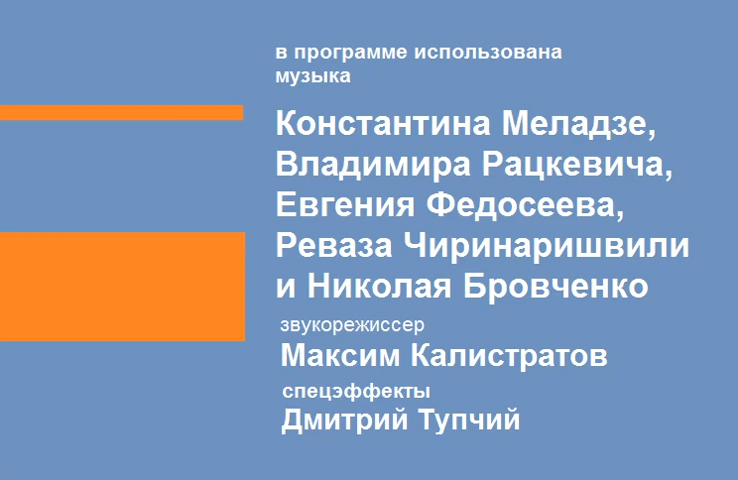 в программе использована
музыка
Константина Меладзе,
Владимира Рацкевича,
Евгения Федосеева,
Реваза Чиринаришвили
и Николая Бровченко
звукорежиссер
Максим Калистратов
спецэффекты
Дмитрий Тупчий